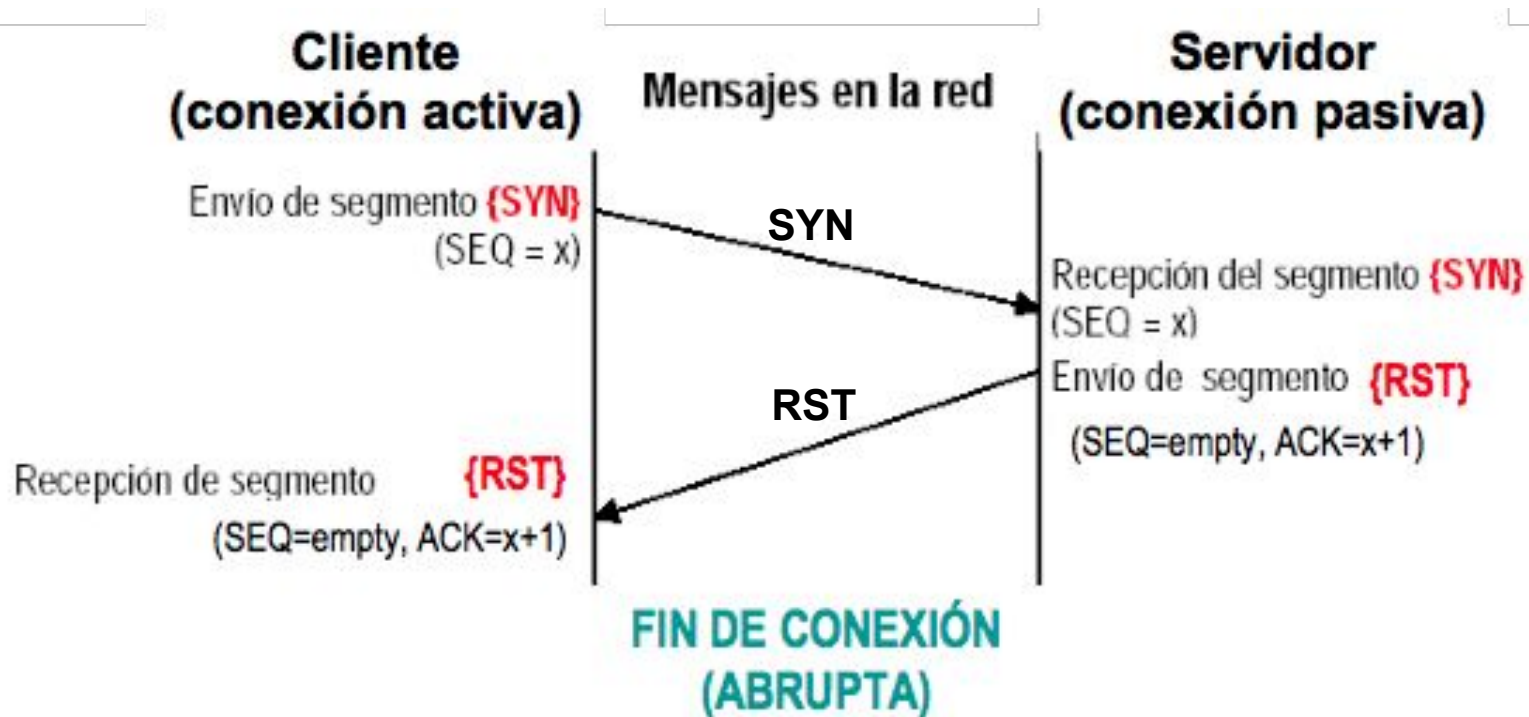 Cliente
(conexión activa)
Mensajes en la red
Servidor
(conexión pasiva)
Envío de segmento {SYN}
(SEQ = x)
SYN
Recepción del segmento {SYN}
(SEQ = x)
Envío de segmento {RST}
(SEQ=empty, ACK=x+1)
RST
Recepción de segmento {RST}
(SEQ=empty, ACK=x+1)
FIN DE CONEXIÓN
(ABRUPTA)